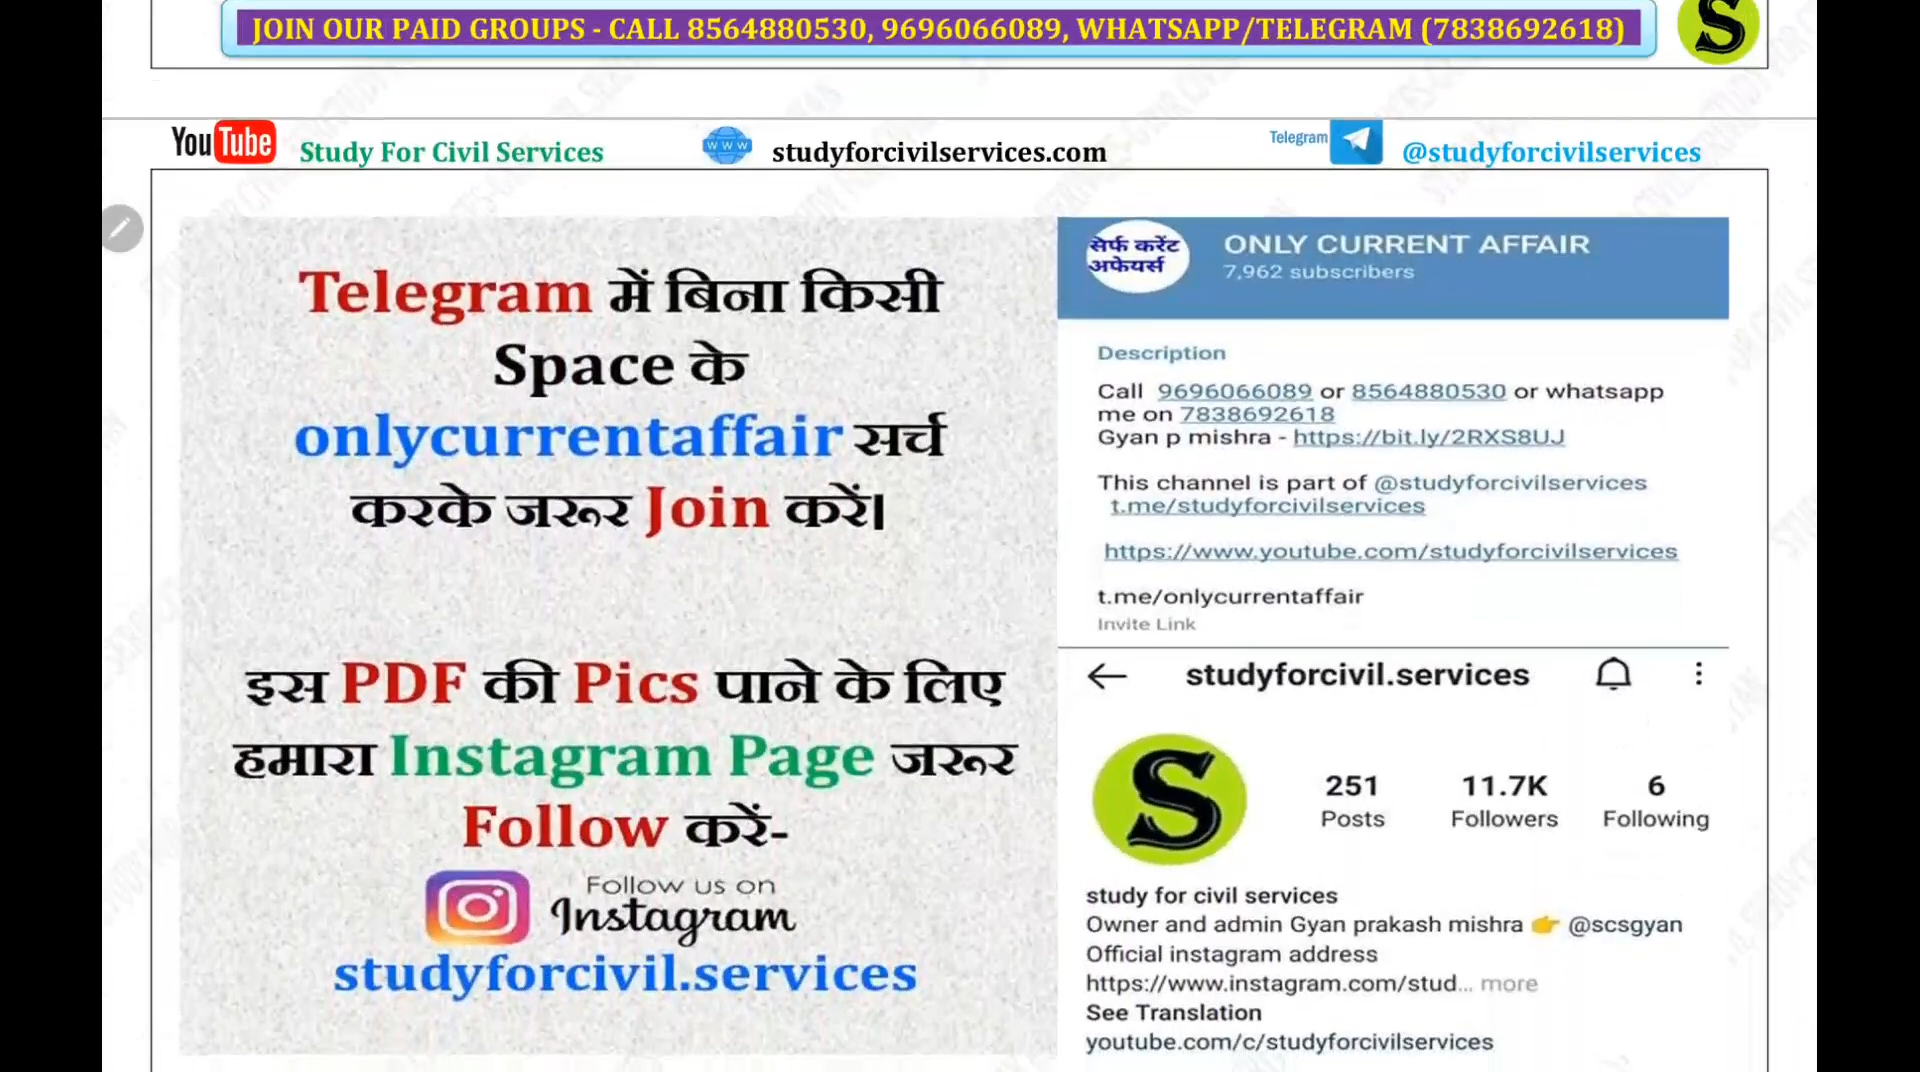 JOIN OUR PAID GROUPS - CALL 8564880530, 9696066089, WHATSAPP/TELEGRAM (7838692618)
S
YouTube Study For Civil Services
WWW studyforcivilservices.com
Telegram @studyforcivilservices
Telegram में बिना किसी
Space के
onlycurrentaffair सर्च
करके जरूर Join करें।
इस PDF की Pics पाने के लिए
हमारा Instagram Page जरूर
Follow करें-
Follow us on
Instagram
studyforcivil.services
सिर्फ करेंट
अफेयर्स
ONLY CURRENT AFFAIR
7,962 subscribers
Description
Call 9696066089 or 8564880530 or whatsapp
me on 7838692618
Gyan p mishra - https://bit.ly/2RXS8UJ
This channel is part of @studyforcivilservices
t.me/studyforcivilservices
https://www.youtube.com/studyforcivilservices
t.me/onlycurrentaffair
Invite Link
studyforcivil.services
S
251 11.7K 6
Posts Followers Following
study for civil services
Owner and admin Gyan prakash mishra 👉 @scsgyan
Official instagram address
https://www.instagram.com/stud... more
See Translation
youtube.com/c/studyforcivilservices